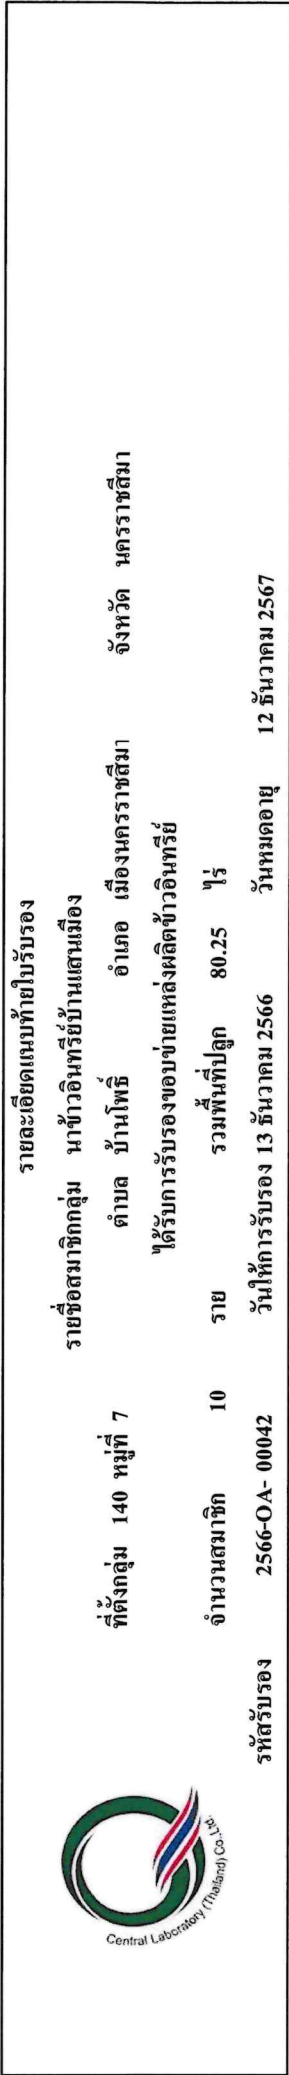 รายละเอียดแนบท้ายใบรับรอง
รายชื่อสมาชิกกลุ่ม นาข้าวอินทรีย์บ้านแสนเมือง
ที่ตั้งกลุ่ม 140 หมู่ที่ 7 ตำบล บ้านโพธิ์ อำเภอ เมืองนครราชสีมา จังหวัด นครราชสีมา
ได้รับการรับรองขอบข่ายแหล่งผลิตข้าวอินทรีย์
จำนวนสมาชิก 10 ราย รวมพื้นที่ปลูก 80.25 ไร่
รหัสรับรอง 2566-OA- 00042 วันให้การรับรอง 13 ธันวาคม 2566 วันหมดอายุ 12 ธันวาคม 2567
Central Laboratory (Thailand) Co.,Ltd.